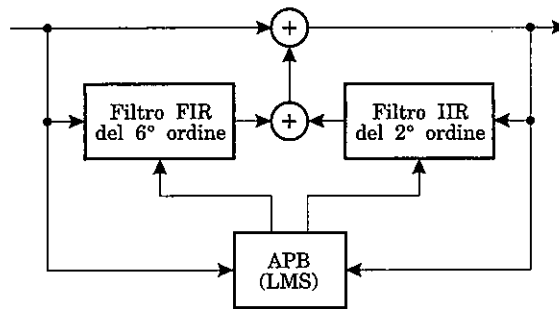 +
Filtro FIR
del 6° ordine
+
Filtro IIR
del 2° ordine
APB
(LMS)